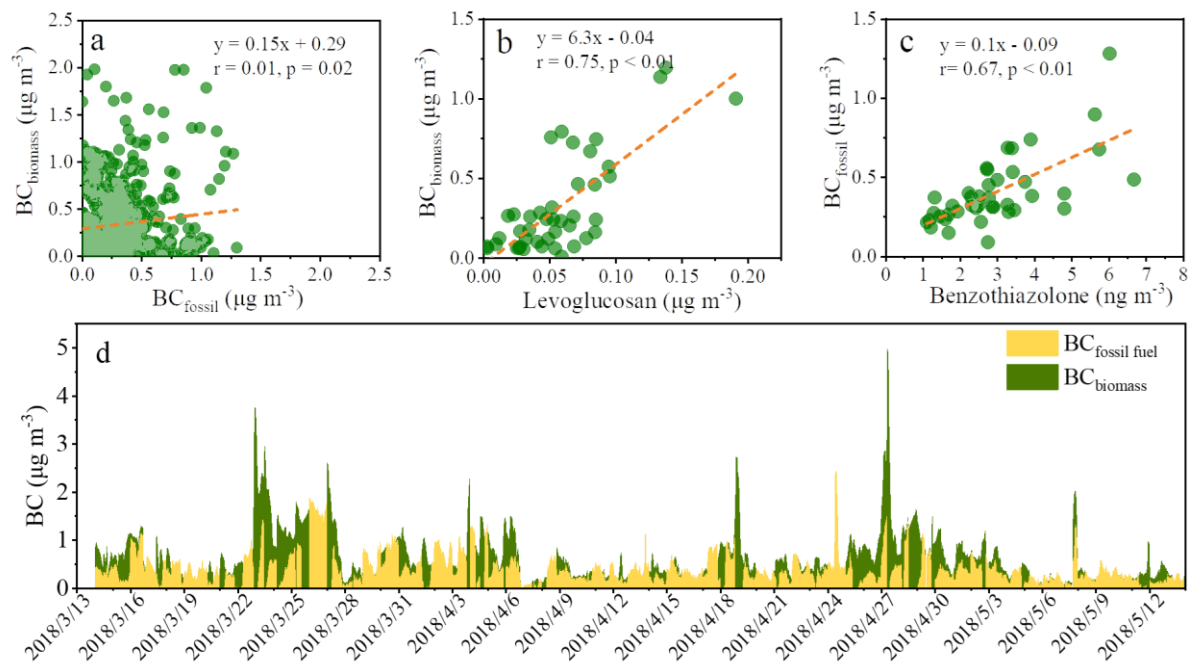 a
y = 0.15x + 0.29
r = 0.01, p = 0.02
2.5
2.0
1.5
1.0
0.5
0.0
BC_biomass (μg m⁻³)
0.0 0.5 1.0 1.5 2.0 2.5
BC_fossil (μg m⁻³)
b
y = 6.3x - 0.04
r = 0.75, p < 0.01
1.5
1.0
0.5
0.0
BC_biomass (μg m⁻³)
0.00 0.05 0.10 0.15 0.20
Levoglucosan (μg m⁻³)
c
y = 0.1x - 0.09
r= 0.67, p < 0.01
1.5
1.0
0.5
0.0
BC_fossil (μg m⁻³)
0 1 2 3 4 5 6 7 8
Benzothiazolone (ng m⁻³)
d
BC_fossil fuel
BC_biomass
5
4
3
2
1
0
BC (μg m⁻³)
2018/3/13 2018/3/16 2018/3/19 2018/3/22 2018/3/25 2018/3/28 2018/3/31 2018/4/3 2018/4/6 2018/4/9 2018/4/12 2018/4/15 2018/4/18 2018/4/21 2018/4/24 2018/4/27 2018/4/30 2018/5/3 2018/5/6 2018/5/9 2018/5/12